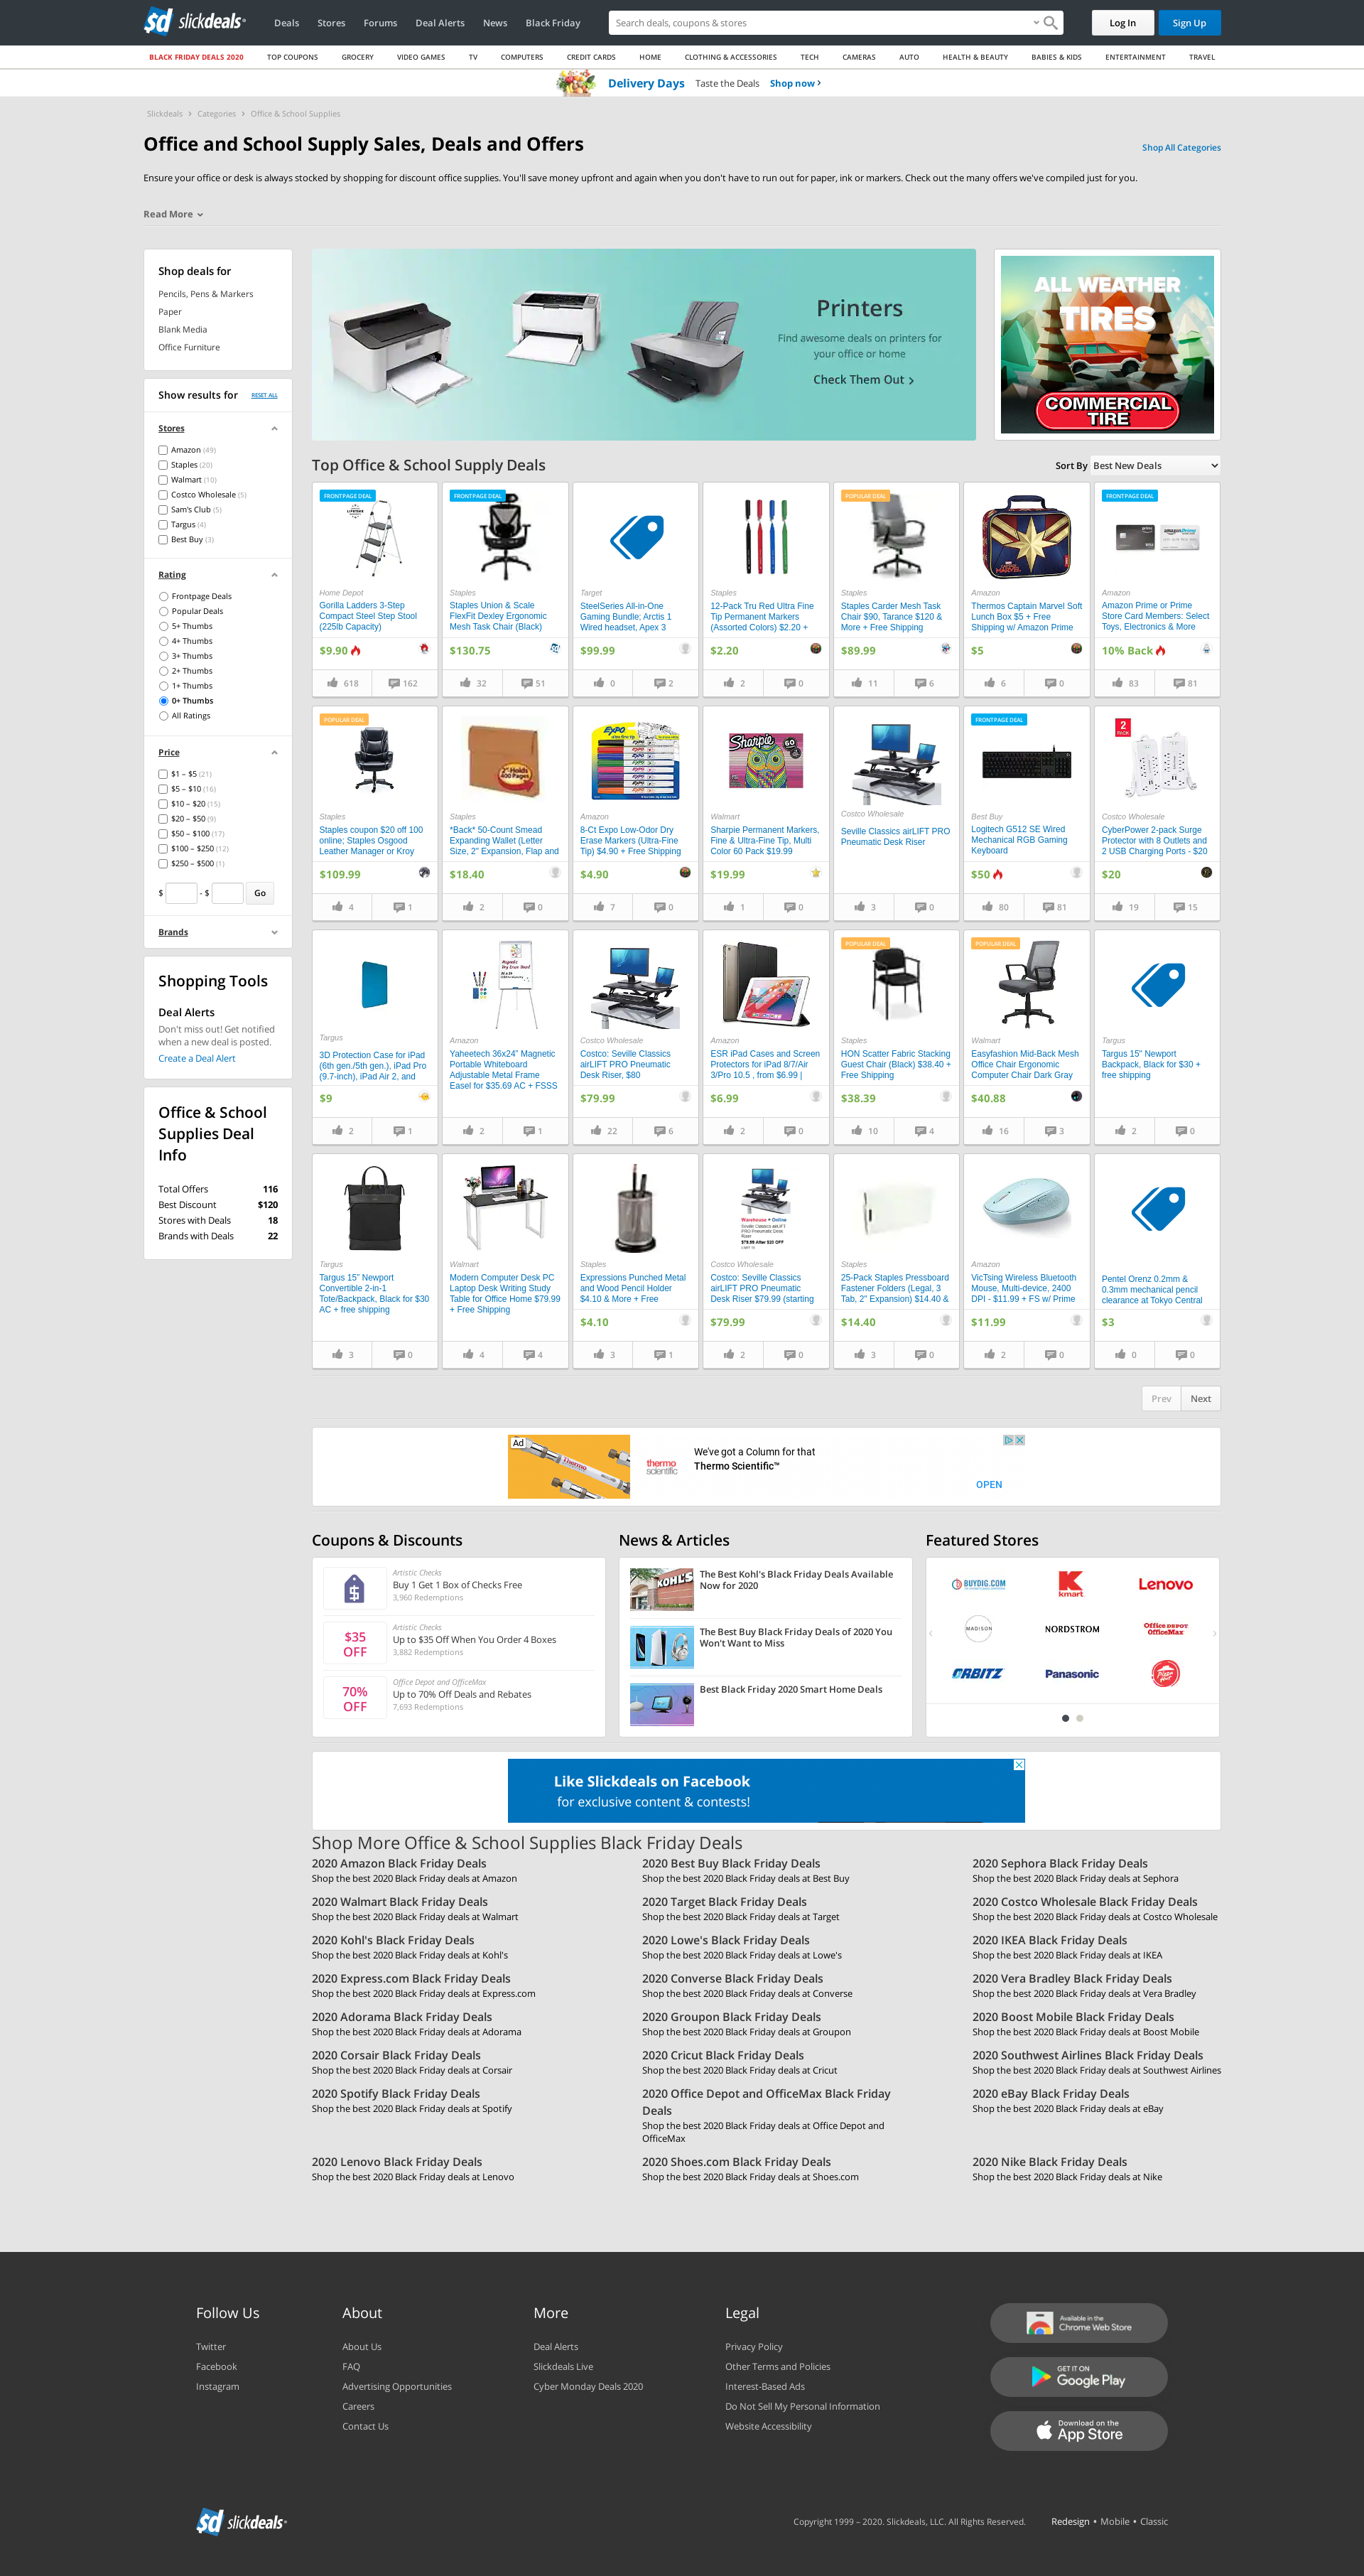 sd slickdeals
Deals Stores Forums Deal Alerts News Black Friday
Search deals, coupons & stores
Log In
Sign Up
BLACK FRIDAY DEALS 2020 TOP COUPONS GROCERY VIDEO GAMES TV COMPUTERS CREDIT CARDS HOME CLOTHING & ACCESSORIES TECH CAMERAS AUTO HEALTH & BEAUTY BABIES & KIDS ENTERTAINMENT TRAVEL
Delivery Days Taste the Deals Shop now ›
Slickdeals › Categories › Office & School Supplies
Office and School Supply Sales, Deals and Offers
Shop All Categories
Ensure your office or desk is always stocked by shopping for discount office supplies. You'll save money upfront and again when you don't have to run out for paper, ink or markers. Check out the many offers we've compiled just for you.
Read More
Shop deals for
Pencils, Pens & Markers
Paper
Blank Media
Office Furniture
Show results for RESET ALL
Stores
Amazon (49)
Staples (20)
Walmart (10)
Costco Wholesale (5)
Sam's Club (5)
Targus (4)
Best Buy (3)
Rating
Frontpage Deals
Popular Deals
5+ Thumbs
4+ Thumbs
3+ Thumbs
2+ Thumbs
1+ Thumbs
0+ Thumbs
All Ratings
Price
$1 – $5 (21)
$5 – $10 (16)
$10 – $20 (15)
$20 – $50 (9)
$50 – $100 (17)
$100 – $250 (12)
$250 – $500 (1)
$ - $ Go
Brands
Shopping Tools
Deal Alerts
Don't miss out! Get notified
when a new deal is posted.
Create a Deal Alert
Office & School
Supplies Deal
Info
Total Offers 116
Best Discount $120
Stores with Deals 18
Brands with Deals 22
Printers
Find awesome deals on printers for
your office or home
Check Them Out ›
ALL WEATHER
TIRES
COMMERCIAL
TIRE
Top Office & School Supply Deals
Sort By Best New Deals
FRONTPAGE DEAL
Home Depot
Gorilla Ladders 3-Step
Compact Steel Step Stool
(225lb Capacity)
$9.90
618 162
FRONTPAGE DEAL
Staples
Staples Union & Scale
FlexFit Dexley Ergonomic
Mesh Task Chair (Black)
$130.75
32 51
Target
SteelSeries All-in-One
Gaming Bundle; Arctis 1
Wired headset, Apex 3
$99.99
0 2
Staples
12-Pack Tru Red Ultra Fine
Tip Permanent Markers
(Assorted Colors) $2.20 +
$2.20
2 0
POPULAR DEAL
Staples
Staples Carder Mesh Task
Chair $90, Tarance $120 &
More + Free Shipping
$89.99
11 6
Amazon
Thermos Captain Marvel Soft
Lunch Box $5 + Free
Shipping w/ Amazon Prime
$5
6 0
FRONTPAGE DEAL
Amazon
Amazon Prime or Prime
Store Card Members: Select
Toys, Electronics & More
10% Back
83 81
POPULAR DEAL
Staples
Staples coupon $20 off 100
online; Staples Osgood
Leather Manager or Kroy
$109.99
4 1
Holds
400 Pages
Staples
*Back* 50-Count Smead
Expanding Wallet (Letter
Size, 2" Expansion, Flap and
$18.40
2 0
EXPO
Amazon
8-Ct Expo Low-Odor Dry
Erase Markers (Ultra-Fine
Tip) $4.90 + Free Shipping
$4.90
7 0
Sharpie
60
Walmart
Sharpie Permanent Markers,
Fine & Ultra-Fine Tip, Multi
Color 60 Pack $19.99
$19.99
1 0
Costco Wholesale
Seville Classics airLIFT PRO
Pneumatic Desk Riser
3 0
FRONTPAGE DEAL
Best Buy
Logitech G512 SE Wired
Mechanical RGB Gaming
Keyboard
$50
80 81
2
PACK
Costco Wholesale
CyberPower 2-pack Surge
Protector with 8 Outlets and
2 USB Charging Ports - $20
$20
19 15
Targus
3D Protection Case for iPad
(6th gen./5th gen.), iPad Pro
(9.7-inch), iPad Air 2, and
$9
2 1
Amazon
Yaheetech 36x24" Magnetic
Portable Whiteboard
Adjustable Metal Frame
Easel for $35.69 AC + FSSS
2 1
Costco Wholesale
Costco: Seville Classics
airLIFT PRO Pneumatic
Desk Riser, $80
$79.99
22 6
Amazon
ESR iPad Cases and Screen
Protectors for iPad 8/7/Air
3/Pro 10.5 , from $6.99 |
$6.99
2 0
POPULAR DEAL
Staples
HON Scatter Fabric Stacking
Guest Chair (Black) $38.40 +
Free Shipping
$38.39
10 4
POPULAR DEAL
Walmart
Easyfashion Mid-Back Mesh
Office Chair Ergonomic
Computer Chair Dark Gray
$40.88
16 3
Targus
Targus 15" Newport
Backpack, Black for $30 +
free shipping
2 0
Targus
Targus 15" Newport
Convertible 2-in-1
Tote/Backpack, Black for $30
AC + free shipping
3 0
Walmart
Modern Computer Desk PC
Laptop Desk Writing Study
Table for Office Home $79.99
+ Free Shipping
4 4
Staples
Expressions Punched Metal
and Wood Pencil Holder
$4.10 & More + Free
$4.10
3 1
Warehouse + Online
Seville Classics airLIFT
PRO Pneumatic Desk
Riser
$79.99 After $20 OFF
Costco Wholesale
Costco: Seville Classics
airLIFT PRO Pneumatic
Desk Riser $79.99 (starting
$79.99
2 0
Staples
25-Pack Staples Pressboard
Fastener Folders (Legal, 3
Tab, 2" Expansion) $14.40 &
$14.40
3 0
Amazon
VicTsing Wireless Bluetooth
Mouse, Multi-device, 2400
DPI - $11.99 + FS w/ Prime
$11.99
2 0
Pentel Orenz 0.2mm &
0.3mm mechanical pencil
clearance at Tokyo Central
$3
0 0
Prev Next
Ad
thermo
scientific
We've got a Column for that
Thermo Scientific™
OPEN
Coupons & Discounts
Artistic Checks
Buy 1 Get 1 Box of Checks Free
3,960 Redemptions
$35
OFF
Artistic Checks
Up to $35 Off When You Order 4 Boxes
3,882 Redemptions
70%
OFF
Office Depot and OfficeMax
Up to 70% Off Deals and Rebates
7,693 Redemptions
News & Articles
KOHL'S
The Best Kohl's Black Friday Deals Available
Now for 2020
The Best Buy Black Friday Deals of 2020 You
Won't Want to Miss
Best Black Friday 2020 Smart Home Deals
Featured Stores
BUYDIG.COM kmart Lenovo
MADISON NORDSTROM Office DEPOT OfficeMax
ORBITZ Panasonic Pizza Hut
Like Slickdeals on Facebook
for exclusive content & contests!
Shop More Office & School Supplies Black Friday Deals
2020 Amazon Black Friday Deals
Shop the best 2020 Black Friday deals at Amazon
2020 Best Buy Black Friday Deals
Shop the best 2020 Black Friday deals at Best Buy
2020 Sephora Black Friday Deals
Shop the best 2020 Black Friday deals at Sephora
2020 Walmart Black Friday Deals
Shop the best 2020 Black Friday deals at Walmart
2020 Target Black Friday Deals
Shop the best 2020 Black Friday deals at Target
2020 Costco Wholesale Black Friday Deals
Shop the best 2020 Black Friday deals at Costco Wholesale
2020 Kohl's Black Friday Deals
Shop the best 2020 Black Friday deals at Kohl's
2020 Lowe's Black Friday Deals
Shop the best 2020 Black Friday deals at Lowe's
2020 IKEA Black Friday Deals
Shop the best 2020 Black Friday deals at IKEA
2020 Express.com Black Friday Deals
Shop the best 2020 Black Friday deals at Express.com
2020 Converse Black Friday Deals
Shop the best 2020 Black Friday deals at Converse
2020 Vera Bradley Black Friday Deals
Shop the best 2020 Black Friday deals at Vera Bradley
2020 Adorama Black Friday Deals
Shop the best 2020 Black Friday deals at Adorama
2020 Groupon Black Friday Deals
Shop the best 2020 Black Friday deals at Groupon
2020 Boost Mobile Black Friday Deals
Shop the best 2020 Black Friday deals at Boost Mobile
2020 Corsair Black Friday Deals
Shop the best 2020 Black Friday deals at Corsair
2020 Cricut Black Friday Deals
Shop the best 2020 Black Friday deals at Cricut
2020 Southwest Airlines Black Friday Deals
Shop the best 2020 Black Friday deals at Southwest Airlines
2020 Spotify Black Friday Deals
Shop the best 2020 Black Friday deals at Spotify
2020 Office Depot and OfficeMax Black Friday
Deals
Shop the best 2020 Black Friday deals at Office Depot and
OfficeMax
2020 eBay Black Friday Deals
Shop the best 2020 Black Friday deals at eBay
2020 Lenovo Black Friday Deals
Shop the best 2020 Black Friday deals at Lenovo
2020 Shoes.com Black Friday Deals
Shop the best 2020 Black Friday deals at Shoes.com
2020 Nike Black Friday Deals
Shop the best 2020 Black Friday deals at Nike
Follow Us
Twitter
Facebook
Instagram
About
About Us
FAQ
Advertising Opportunities
Careers
Contact Us
More
Deal Alerts
Slickdeals Live
Cyber Monday Deals 2020
Legal
Privacy Policy
Other Terms and Policies
Interest-Based Ads
Do Not Sell My Personal Information
Website Accessibility
Available in the
Chrome Web Store
GET IT ON
Google Play
Download on the
App Store
sd slickdeals
Copyright 1999 – 2020. Slickdeals, LLC. All Rights Reserved.
Redesign • Mobile • Classic